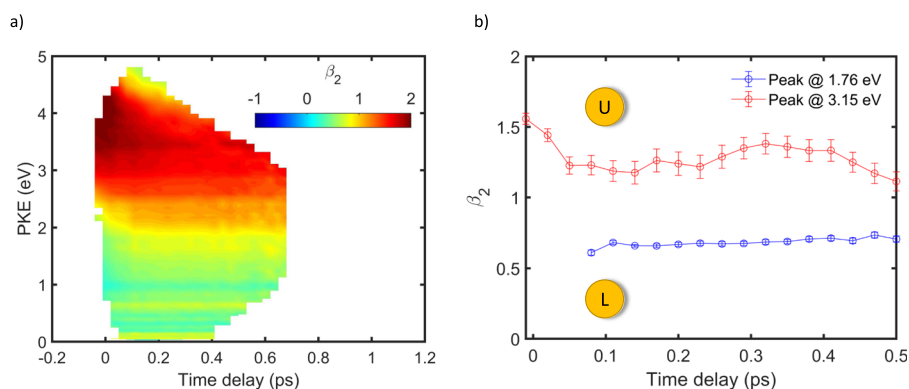 a)
b)
β₂
-1 0 1 2
PKE (eV)
5
4
3
2
1
0
-0.2 0 0.2 0.4 0.6 0.8 1 1.2
Time delay (ps)
Peak @ 1.76 eV
Peak @ 3.15 eV
U
L
β₂
2
1.5
1
0.5
0
0 0.1 0.2 0.3 0.4 0.5
Time delay (ps)